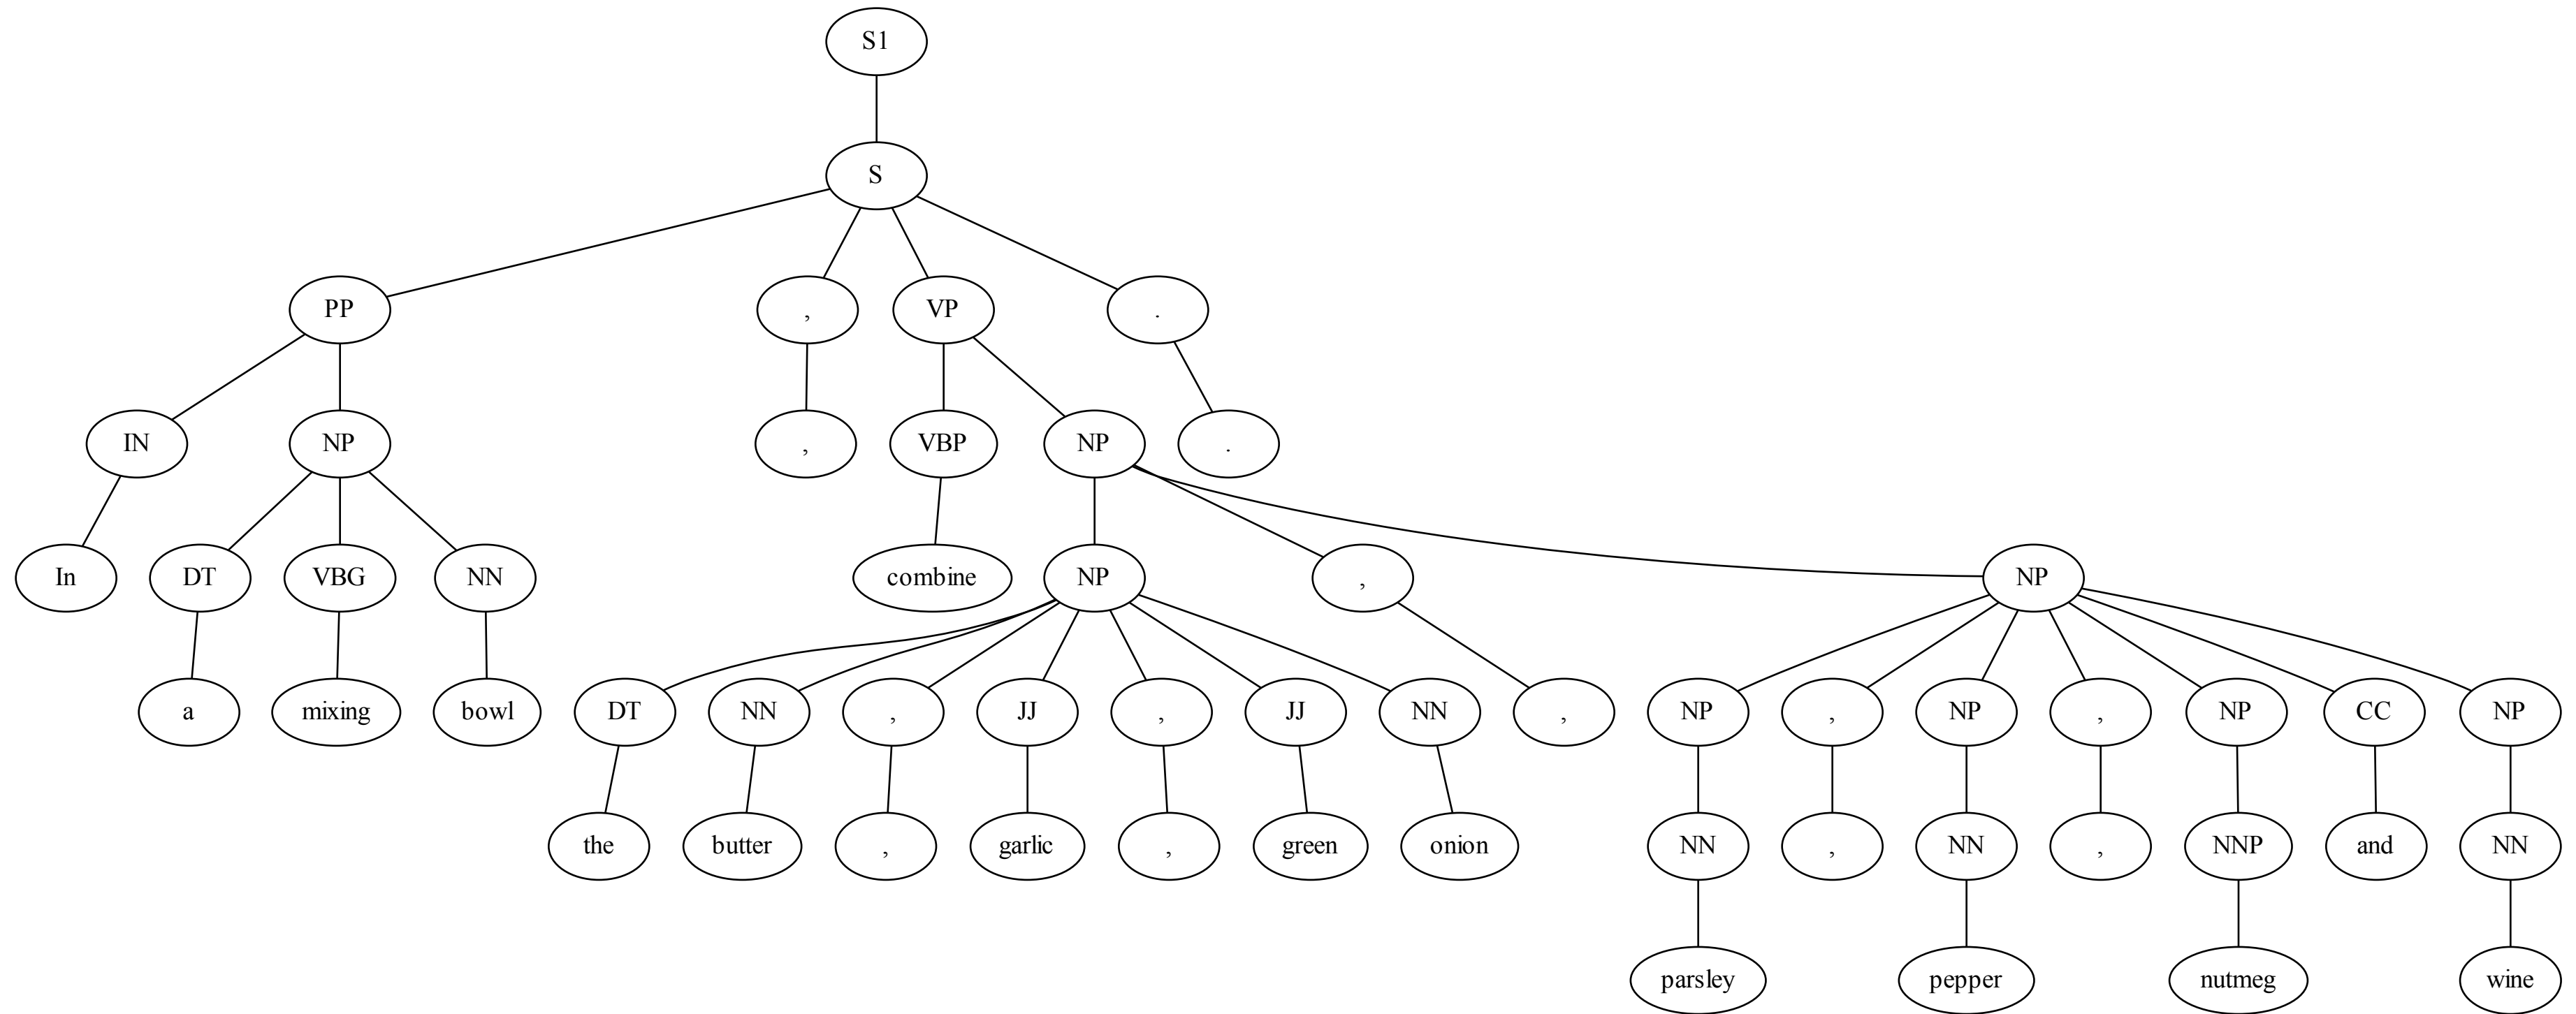 S1
S
PP , VP .
IN NP , VBP NP .
In DT VBG NN combine NP , NP
a mixing bowl DT NN , JJ , JJ NN , NP , NP , NP CC NP
the butter , garlic , green onion NN , NN , NNP and NN
parsley pepper nutmeg wine